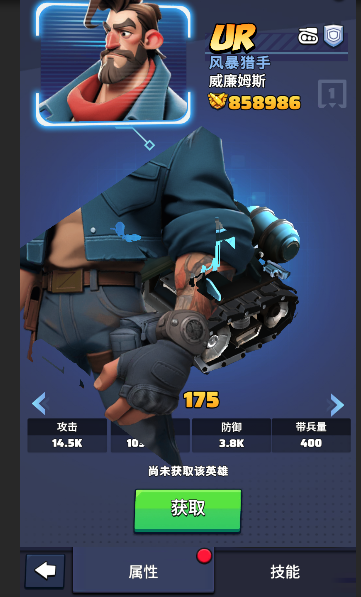 UR
风暴猎手
威廉姆斯
858986
1
175
攻击 防御 带兵量
14.5K 3.8K 400
尚未获取该英雄
获取
属性 技能